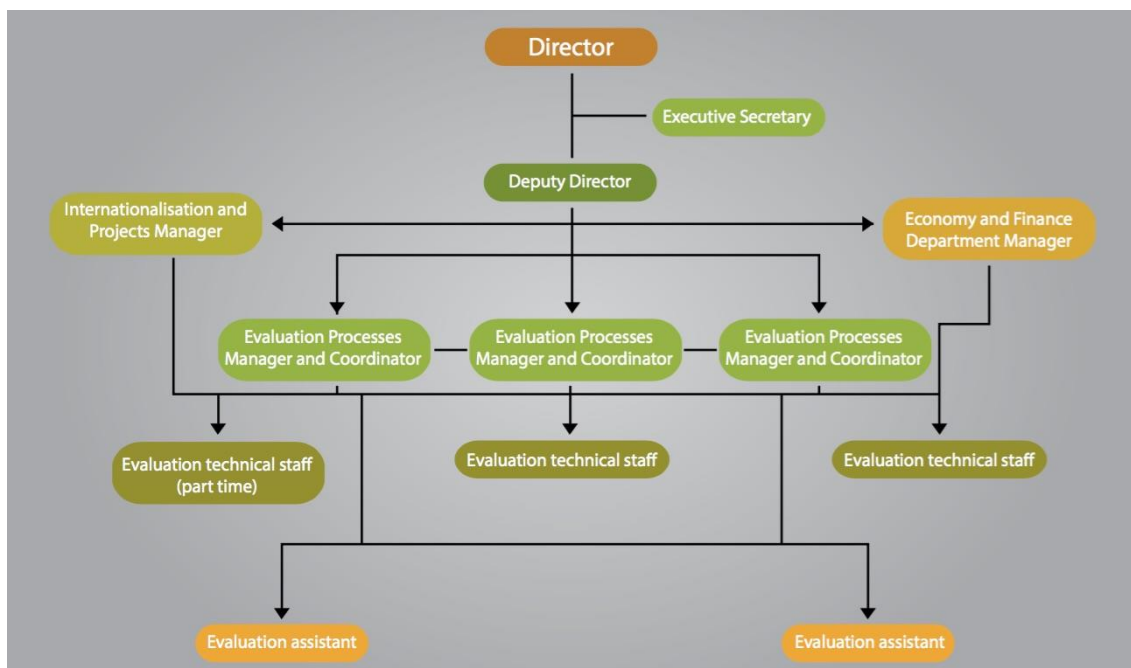 Director
Executive Secretary
Deputy Director
Internationalisation and
Projects Manager
Economy and Finance
Department Manager
Evaluation Processes
Manager and Coordinator
Evaluation Processes
Manager and Coordinator
Evaluation Processes
Manager and Coordinator
Evaluation technical staff
(part time)
Evaluation technical staff
Evaluation technical staff
Evaluation assistant
Evaluation assistant